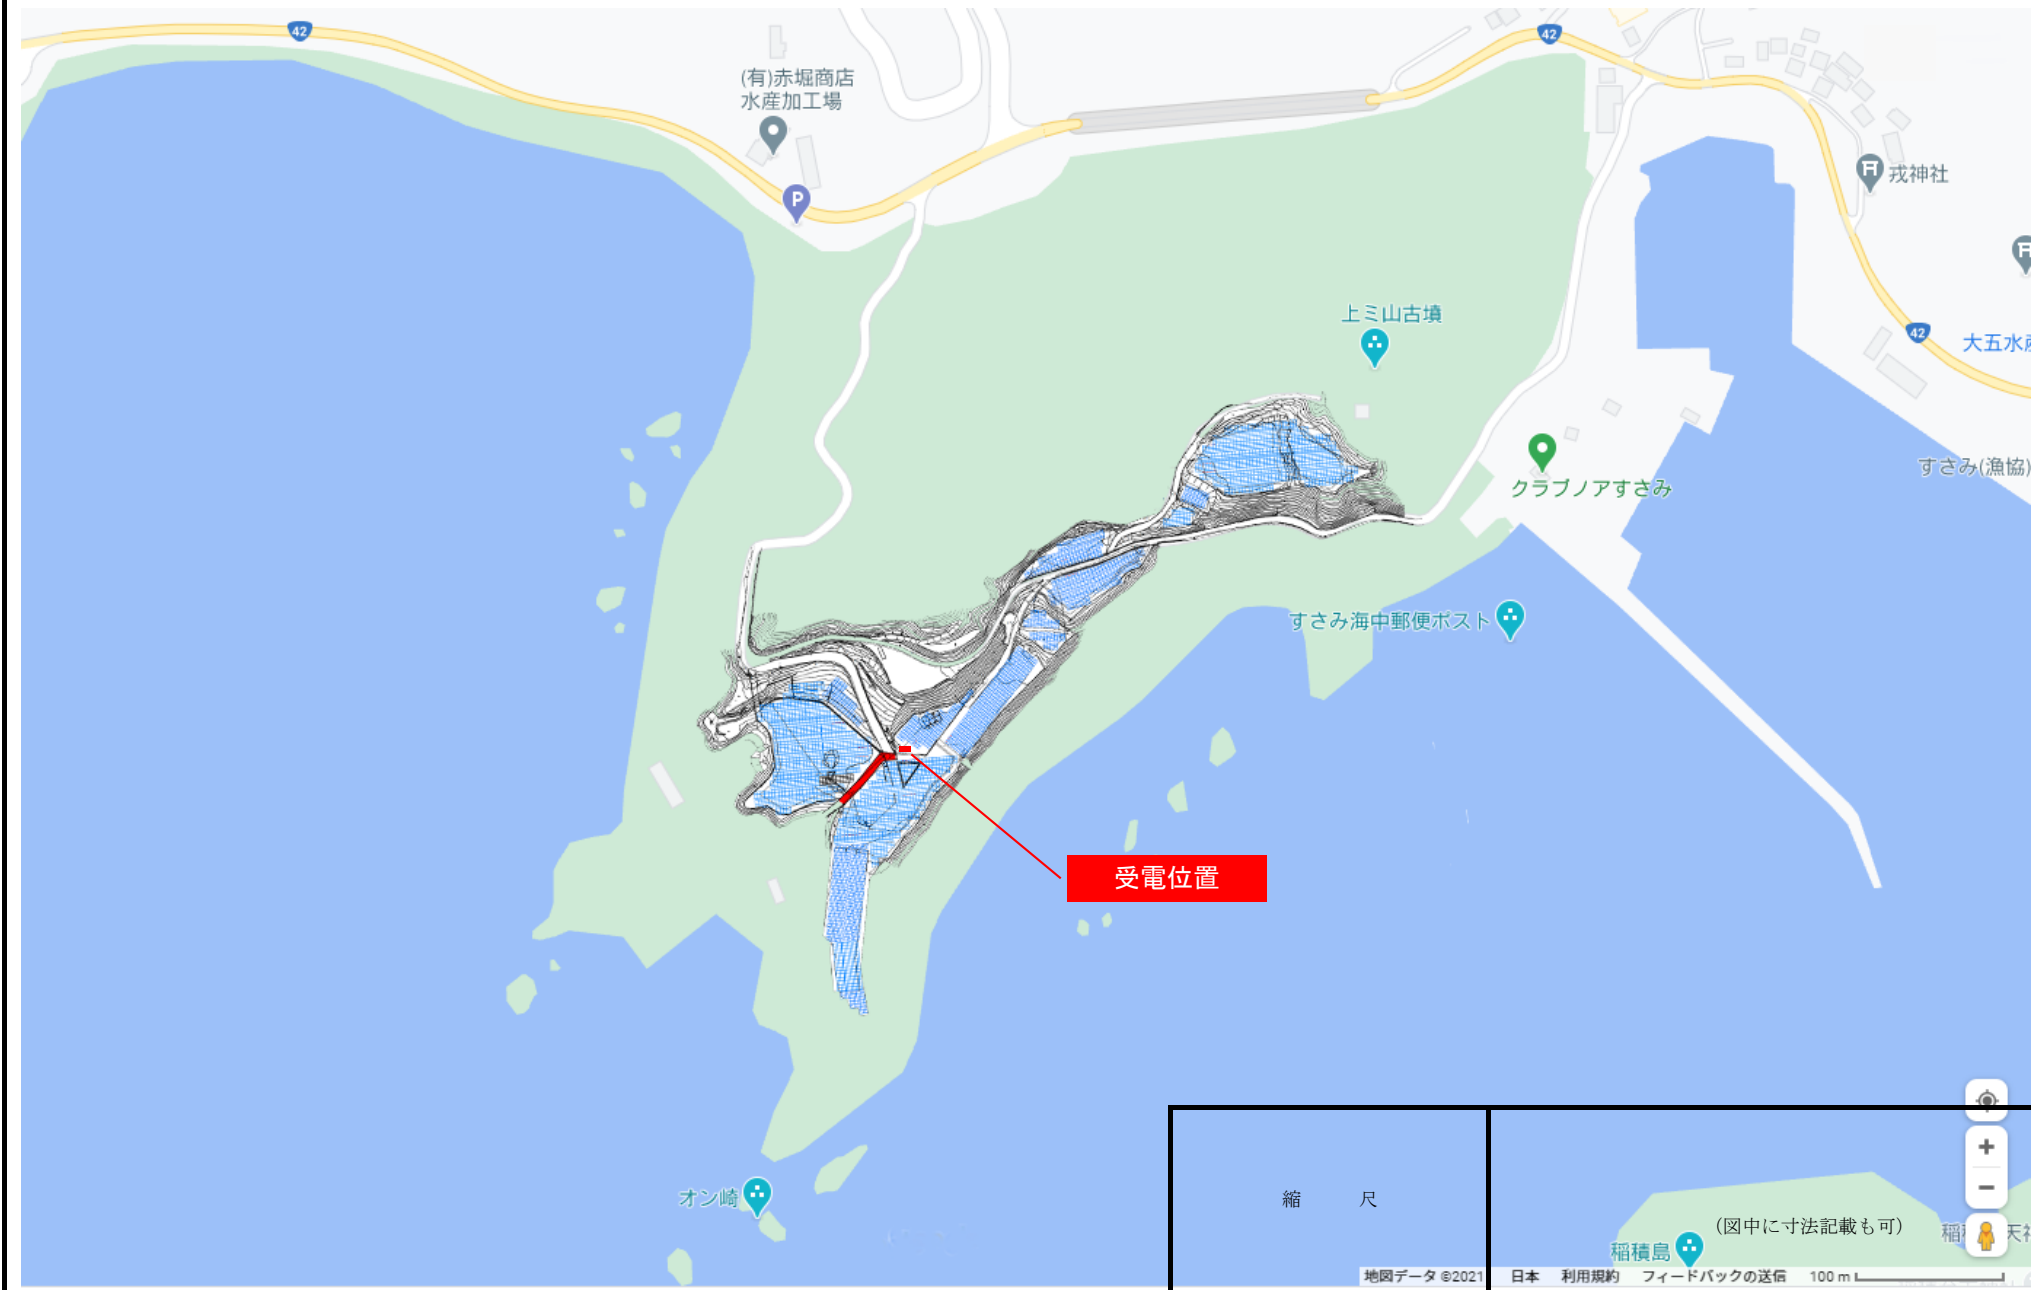 42
42
(有)赤堀商店
水産加工場
P
戎神社
上ミ山古墳
42
大五水産
すさみ(漁協)
クラブノアすさみ
すさみ海中郵便ポスト
受電位置
オン崎
縮 尺
(図中に寸法記載も可)
稲積島
地図データ ©2021 日本 利用規約 フィードバックの送信 100 m